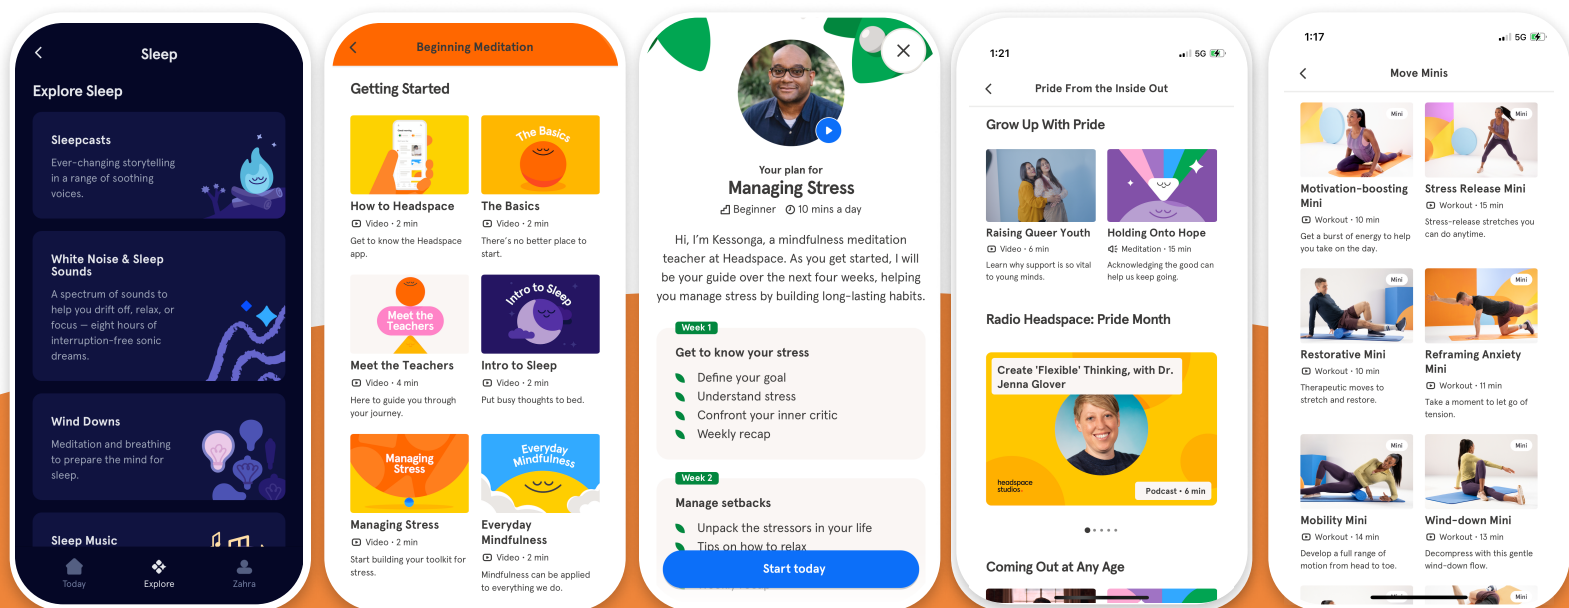 Sleep
Explore Sleep
Sleepcasts
Ever-changing storytelling
in a range of soothing
voices.
White Noise & Sleep
Sounds
A spectrum of sounds to
help you drift off, relax, or
focus — eight hours of
interruption-free sonic
dreams.
Wind Downs
Meditation and breathing
to prepare the mind for
sleep.
Sleep Music
Today
Explore
Zahra
Beginning Meditation
Getting Started
How to Headspace
Video • 2 min
Get to know the Headspace
app.
The Basics
The Basics
Video • 2 min
There's no better place to
start.
Meet the
Teachers
Meet the Teachers
Video • 4 min
Here to guide you through
your journey.
Intro to Sleep
Intro to Sleep
Video • 2 min
Put busy thoughts to bed.
Managing
Stress
Managing Stress
Video • 2 min
Start building your toolkit for
stress.
Everyday
Mindfulness
Everyday
Mindfulness
Video • 2 min
Mindfulness can be applied
to everything we do.
Your plan for
Managing Stress
Beginner 10 mins a day
Hi, I'm Kessonga, a mindfulness meditation
teacher at Headspace. As you get started, I will
be your guide over the next four weeks, helping
you manage stress by building long-lasting habits.
Week 1
Get to know your stress
Define your goal
Understand stress
Confront your inner critic
Weekly recap
Week 2
Manage setbacks
Unpack the stressors in your life
Tips on how to relax
Start today
1:21
5G
Pride From the Inside Out
Grow Up With Pride
Raising Queer Youth
Video • 6 min
Learn why support is so vital
to young minds.
Holding Onto Hope
Meditation • 15 min
Acknowledging the good can
help us keep going.
Radio Headspace: Pride Month
Create 'Flexible' Thinking, with Dr.
Jenna Glover
headspace
studios.
Podcast • 6 min
Coming Out at Any Age
1:17
5G
Move Minis
Mini
Motivation-boosting
Mini
Workout • 10 min
Get a burst of energy to help
you take on the day.
Mini
Stress Release Mini
Workout • 15 min
Stress-release stretches you
can do anytime.
Mini
Restorative Mini
Workout • 10 min
Therapeutic moves to
stretch and restore.
Mini
Reframing Anxiety
Mini
Workout • 11 min
Take a moment to let go of
tension.
Mini
Mobility Mini
Workout • 14 min
Develop a full range of
motion from head to toe.
Mini
Wind-down Mini
Workout • 13 min
Decompress with this gentle
wind-down flow.
Mini
Mini